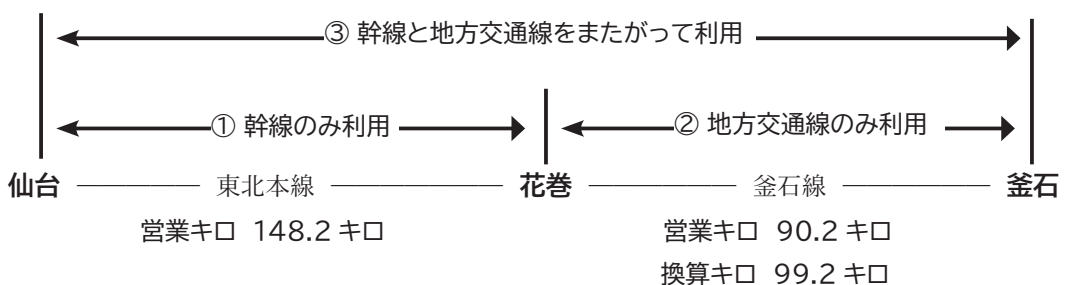 ③ 幹線と地方交通線をまたがって利用
① 幹線のみ利用 ② 地方交通線のみ利用
仙台 東北本線 花巻 釜石線 釜石
営業キロ 148.2 キロ 営業キロ 90.2 キロ
換算キロ 99.2 キロ